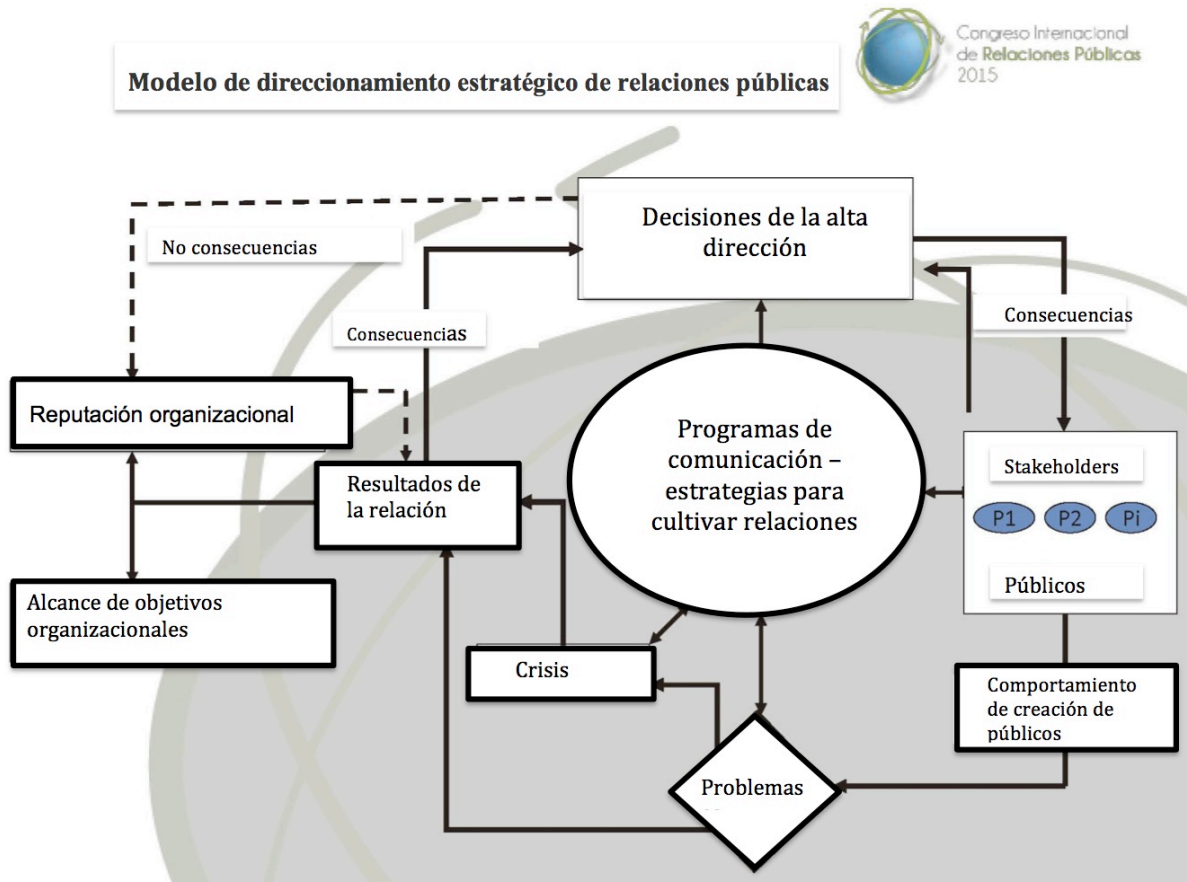 Congreso Internacional
de Relaciones Públicas
2015
Modelo de direccionamiento estratégico de relaciones públicas
Decisiones de la alta
dirección
No consecuencias
Consecuencias
Consecuencias
Reputación organizacional
Programas de
comunicación –
estrategias para
cultivar relaciones
Stakeholders
P1 P2 Pi
Públicos
Resultados de
la relación
Alcance de objetivos
organizacionales
Crisis
Comportamiento
de creación de
públicos
Problemas